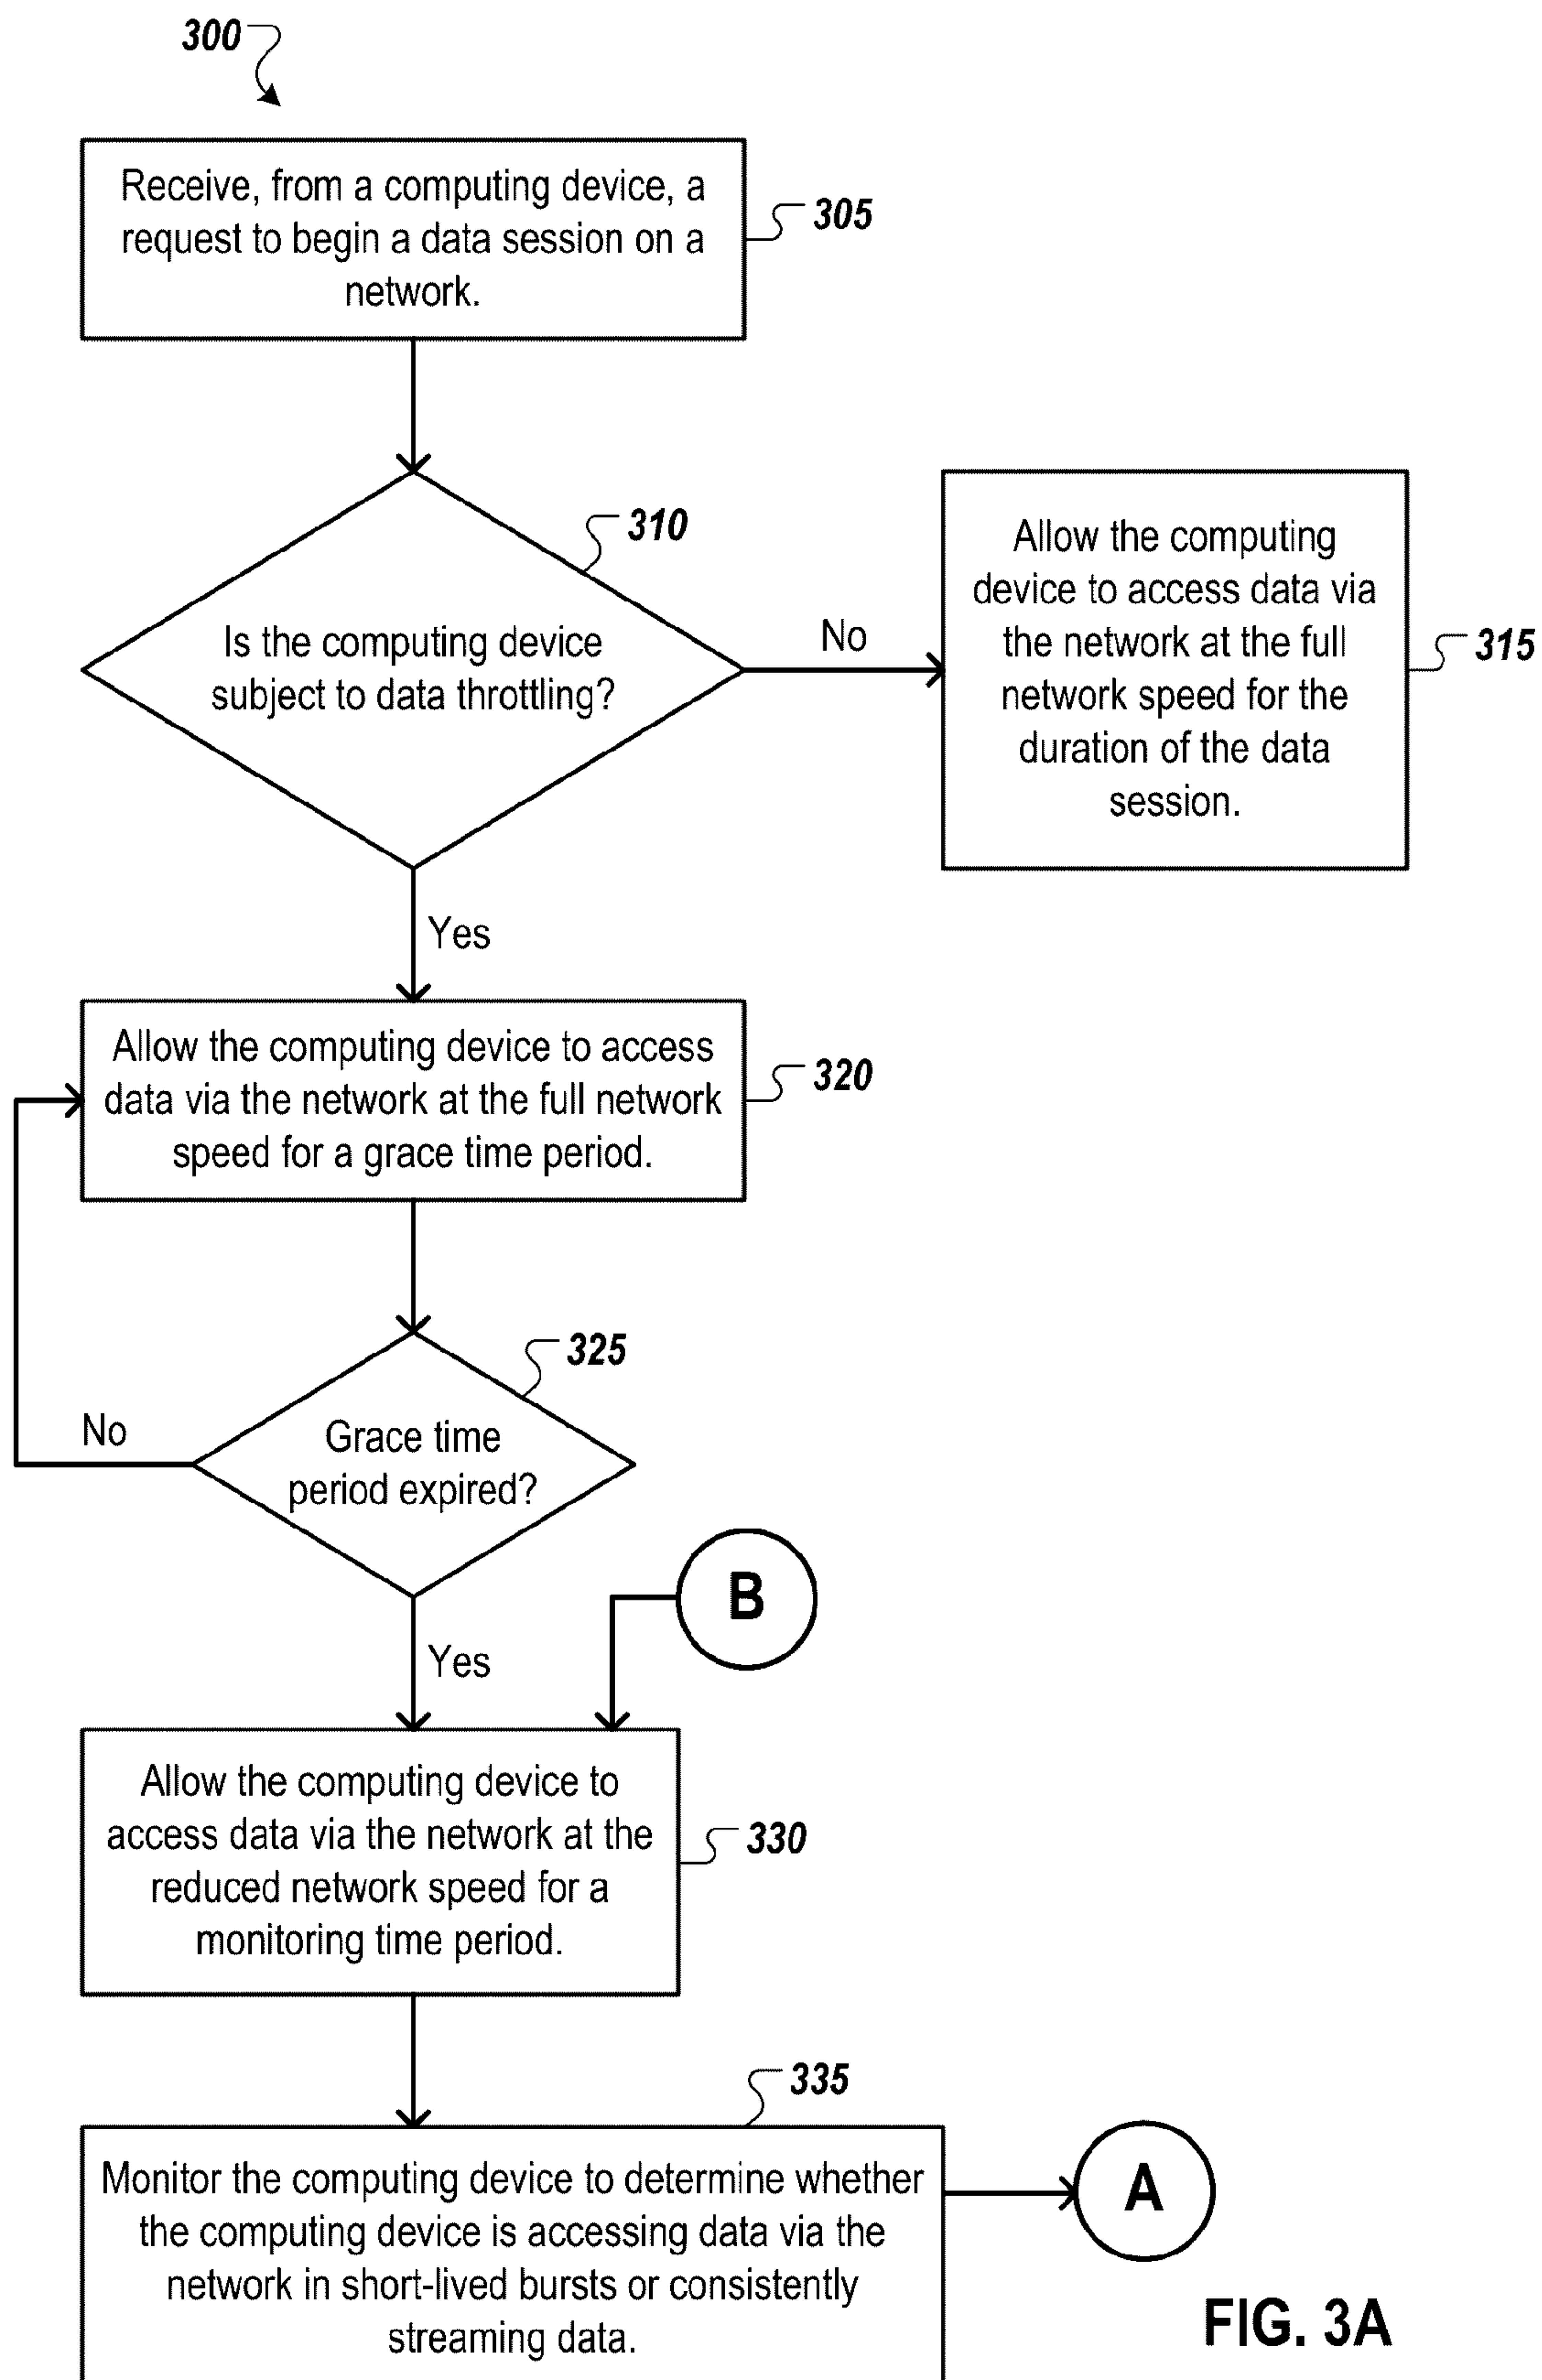 300
Receive, from a computing device, a
request to begin a data session on a
network.
305
310
Is the computing device
subject to data throttling?
No
Allow the computing
device to access data via
the network at the full
network speed for the
duration of the data
session.
315
Yes
Allow the computing device to access
data via the network at the full network
speed for a grace time period.
320
325
Grace time
period expired?
No
B
Yes
Allow the computing device to
access data via the network at the
reduced network speed for a
monitoring time period.
330
335
Monitor the computing device to determine whether
the computing device is accessing data via the
network in short-lived bursts or consistently
streaming data.
A
FIG. 3A